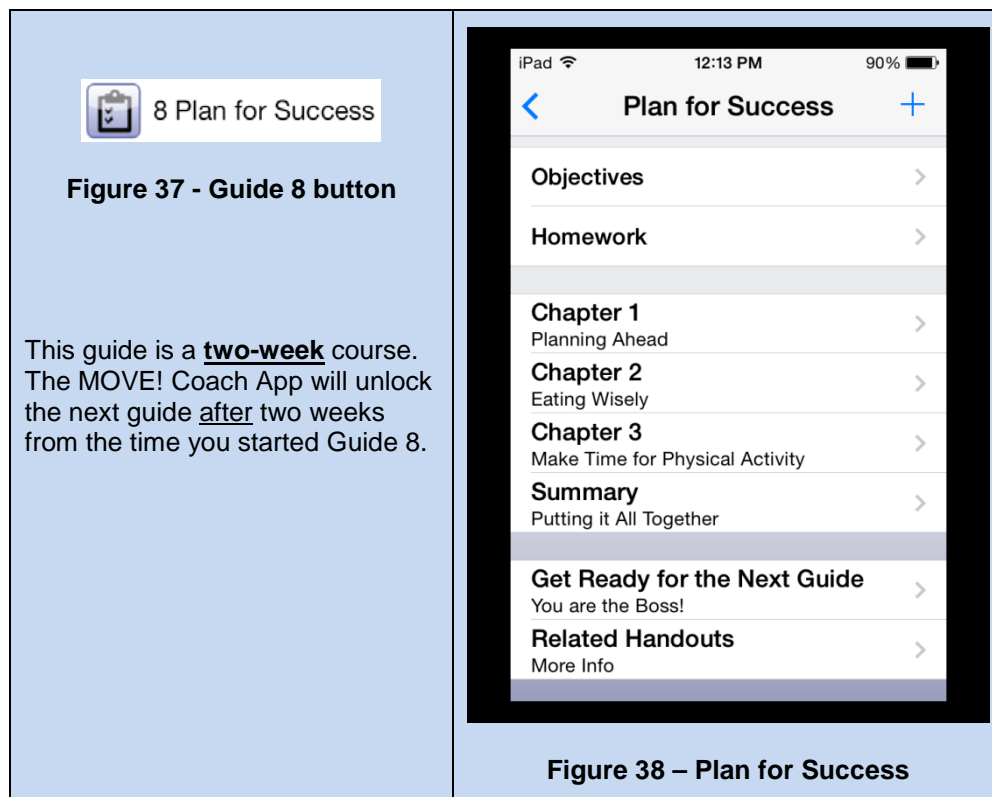 8 Plan for Success
Figure 37 - Guide 8 button
This guide is a two-week course.
The MOVE! Coach App will unlock
the next guide after two weeks
from the time you started Guide 8.
iPad 12:13 PM 90%
Plan for Success +
Objectives
Homework
Chapter 1
Planning Ahead
Chapter 2
Eating Wisely
Chapter 3
Make Time for Physical Activity
Summary
Putting it All Together
Get Ready for the Next Guide
You are the Boss!
Related Handouts
More Info
Figure 38 – Plan for Success